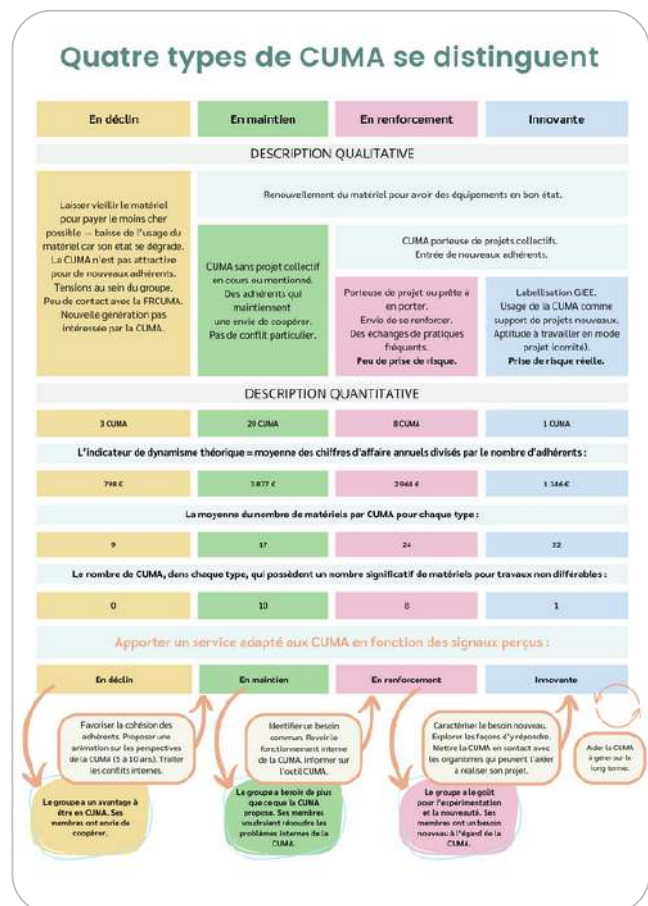 Quatre types de CUMA se distinguent
En déclin
En maintien
En renforcement
Innovante
DESCRIPTION QUALITATIVE
Laisser vieillir le matériel
pour payer le moins cher
possible – baisse de l'usage du
matériel car son état se dégrade.
La CUMA n'est pas attractive
pour de nouveaux adhérents.
Tensions au sein du groupe.
Peu de contact avec la FRCUMA.
Nouvelle génération pas
intéressée par la CUMA.
Renouvellement du matériel pour avoir des équipements en bon état.
CUMA sans projet collectif
en cours ou mentionné.
Des adhérents qui
maintiennent
une envie de coopérer.
Pas de conflit particulier.
CUMA porteuse de projets collectifs.
Entrée de nouveaux adhérents.
Porteuse de projet ou prête à
en porter.
Envie de se renforcer.
Des échanges de pratiques
fréquents.
Peu de prise de risque.
Labellisation GIEE.
Usage de la CUMA comme
support de projets nouveaux.
Aptitude à travailler en mode
projet (comité).
Prise de risque réelle.
DESCRIPTION QUANTITATIVE
3 CUMA
20 CUMA
8 CUMA
1 CUMA
L'indicateur de dynamisme théorique = moyenne des chiffres d'affaire annuels divisés par le nombre d'adhérents :
798 €
La moyenne du nombre de matériels par CUMA pour chaque type :
9
17
24
22
Le nombre de CUMA, dans chaque type, qui possèdent un nombre significatif de matériels pour travaux non différables :
0
10
8
1
Apporter un service adapté aux CUMA en fonction des signaux perçus :
En déclin
En maintien
En renforcement
Innovante
Favoriser la cohésion des
adhérents. Proposer une
animation sur les perspectives
de la CUMA (5 à 10 ans). Traiter
les conflits internes.
Identifier un besoin
commun. Revoir le
fonctionnement interne
de la CUMA. Informer sur
l'outil CUMA.
Caractériser le besoin nouveau.
Explorer les façons d'y répondre.
Mettre la CUMA en contact avec
les organismes qui peuvent l'aider
à réaliser son projet.
Aider la CUMA
à gérer sur le
long terme.
Le groupe a un avantage à
être en CUMA. Ses
membres ont envie de
coopérer.
Le groupe a besoin de plus
que ce que la CUMA
propose. Ses membres
voudraient résoudre les
problèmes internes de la
CUMA.
Le groupe a le goût
pour l'expérimentation
et la nouveauté. Ses
membres ont un besoin
nouveau à l'égard de la
CUMA.